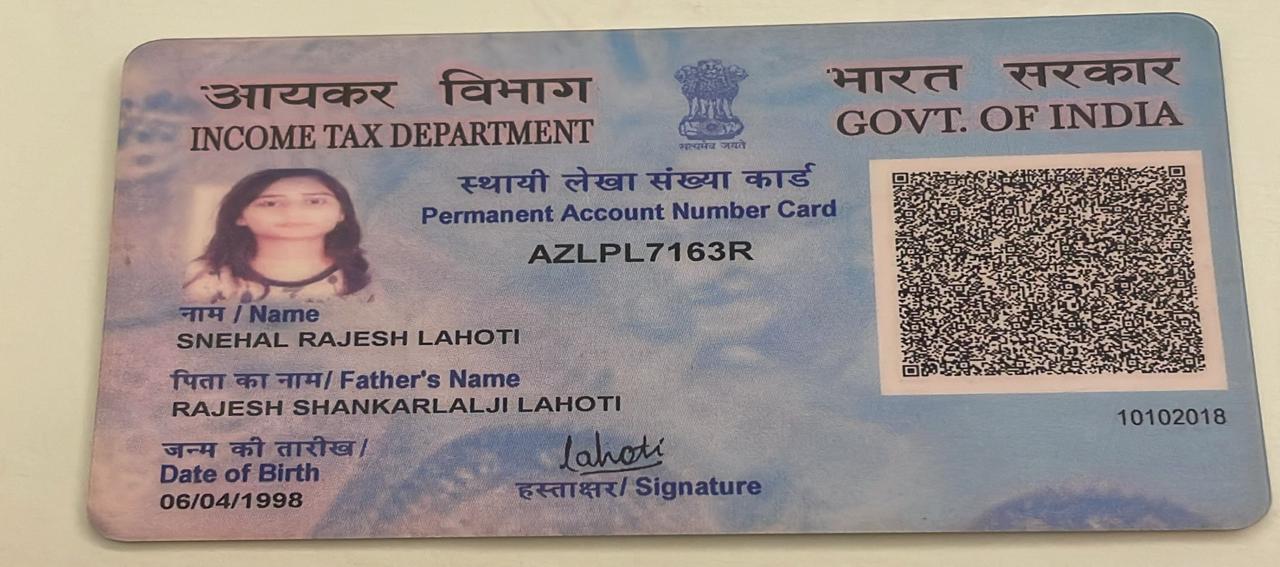 आयकर विभाग
INCOME TAX DEPARTMENT
सत्यमेव जयते
भारत सरकार
GOVT. OF INDIA
स्थायी लेखा संख्या कार्ड
Permanent Account Number Card
AZLPL7163R
नाम / Name
SNEHAL RAJESH LAHOTI
पिता का नाम/ Father's Name
RAJESH SHANKARLALJI LAHOTI
जन्म की तारीख/
Date of Birth
06/04/1998
Lahoti
हस्ताक्षर/ Signature
10102018